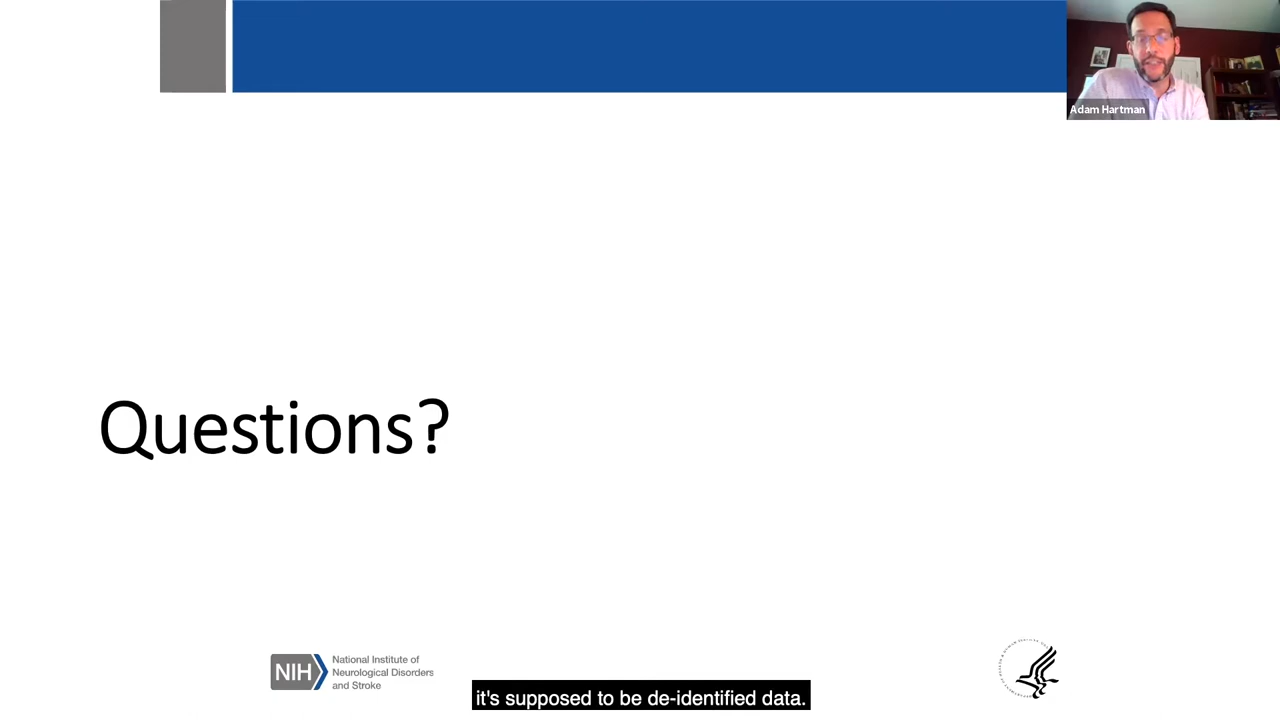 Adam Hartman
Questions?
NIH
National Institute of
Neurological Disorders
and Stroke
it's supposed to be de-identified data.